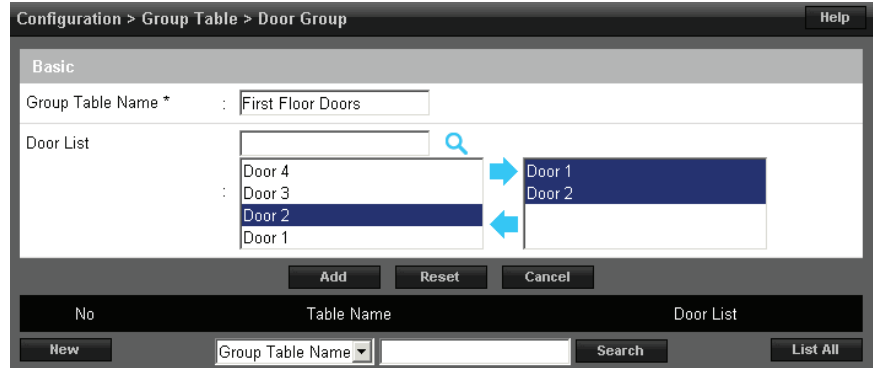 Configuration > Group Table > Door Group
Help
Basic
Group Table Name * : First Floor Doors
Door List :
Door 4
Door 3
Door 2
Door 1
Door 1
Door 2
Add Reset Cancel
No Table Name Door List
New Group Table Name Search List All